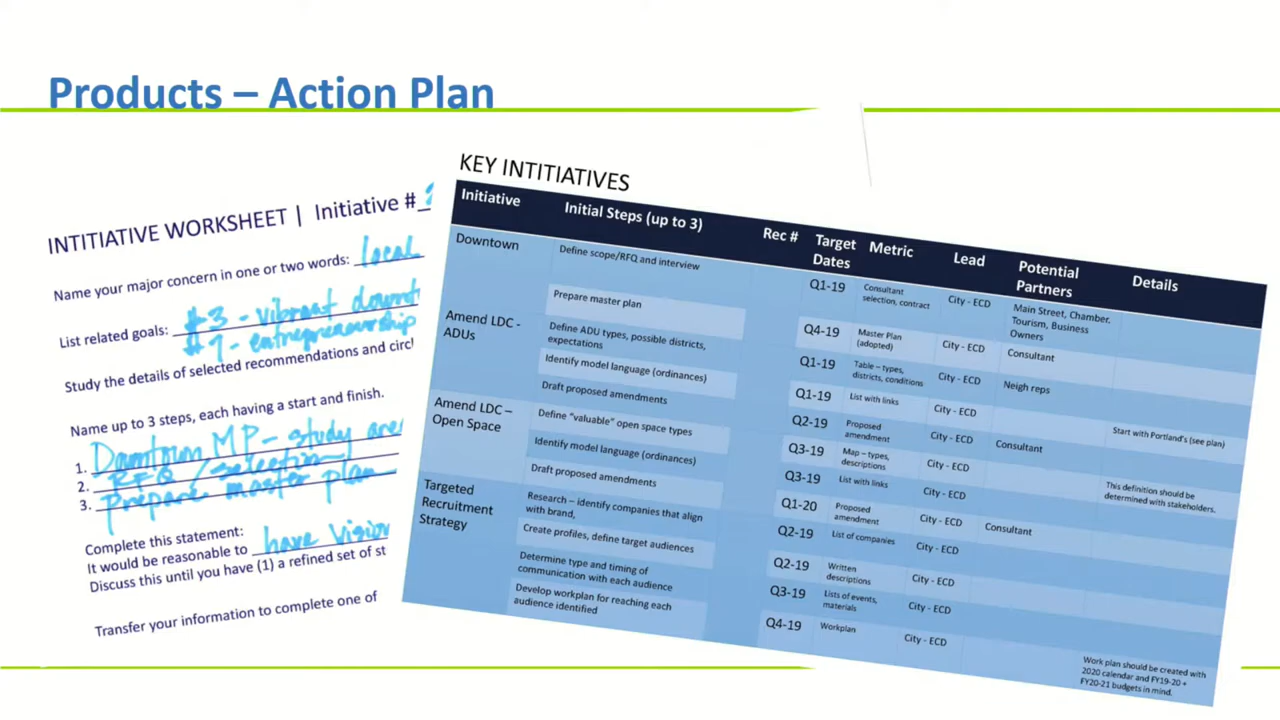 Products – Action Plan
INTITIATIVE WORKSHEET | Initiative #
Name your major concern in one or two words: local
List related goals: #3 - vibrant downt
#7 - entrepreneurship
Study the details of selected recommendations and circl
Name up to 3 steps, each having a start and finish.
1. Downtown MP - study are
2. RFQ / selection
3. Prepare master plan
Complete this statement:
It would be reasonable to have vision
Discuss this until you have (1) a refined set of st
Transfer your information to complete one of
KEY INTITIATIVES
Initiative Initial Steps (up to 3) Rec # Target Dates Metric Lead Potential Partners Details
Downtown Define scope/RFQ and interview Q1-19 Consultant selection, contract City - ECD Main Street, Chamber, Tourism, Business Owners
Prepare master plan Q4-19 Master Plan (adopted) City - ECD Consultant
Amend LDC - ADUs Define ADU types, possible districts, expectations Q1-19 Table – types, districts, conditions City - ECD Neigh reps
Identify model language (ordinances) Q1-19 List with links City - ECD Start with Portland's (see plan)
Draft proposed amendments Q2-19 Proposed amendment City - ECD Consultant
Amend LDC – Open Space Define “valuable” open space types Q3-19 Map – types, descriptions City - ECD This definition should be determined with stakeholders.
Identify model language (ordinances) Q3-19 List with links City - ECD
Draft proposed amendments Q1-20 Proposed amendment City - ECD Consultant
Targeted Recruitment Strategy Research – identify companies that align with brand, Q2-19 List of companies City - ECD
Create profiles, define target audiences Q2-19 Written descriptions City - ECD
Determine type and timing of communication with each audience Q3-19 Lists of events, materials City - ECD
Develop workplan for reaching each audience identified Q4-19 Workplan City - ECD Work plan should be created with 2020 calendar and FY19-20 + FY20-21 budgets in mind.